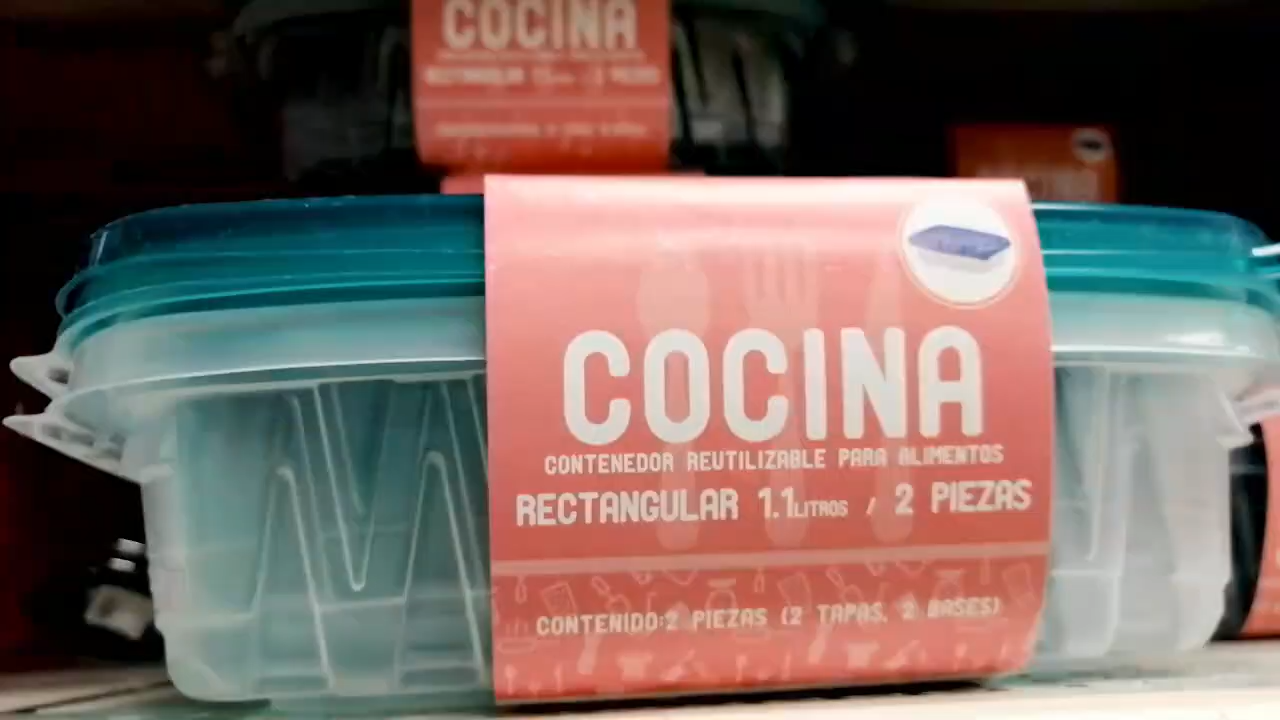 COCINA
COCINA
CONTENEDOR REUTILIZABLE PARA ALIMENTOS
RECTANGULAR 1.1LITROS / 2 PIEZAS
CONTENIDO:2 PIEZAS (2 TAPAS, 2 BASES)